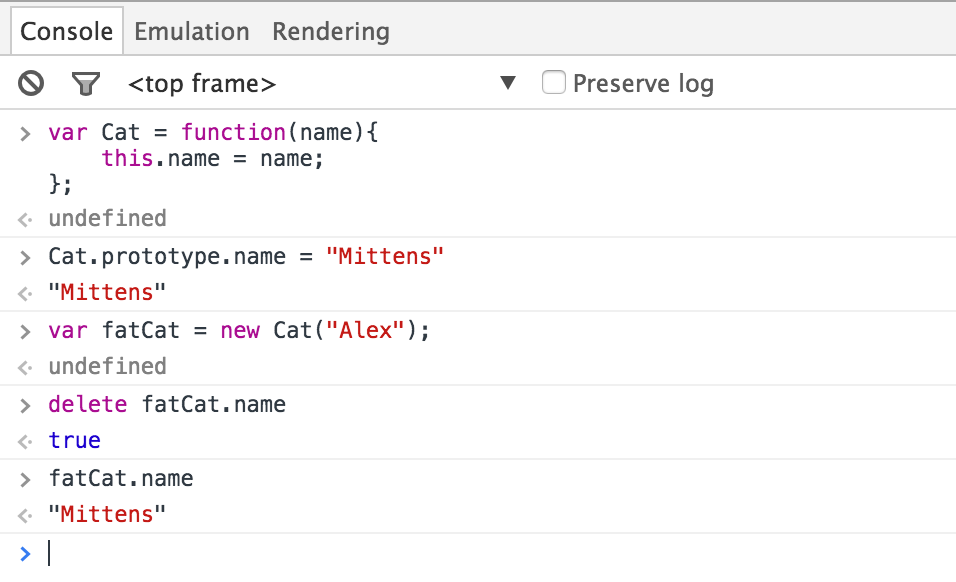 Console Emulation Rendering
<top frame> ▼ Preserve log
> var Cat = function(name){
    this.name = name;
};
undefined
> Cat.prototype.name = "Mittens"
"Mittens"
> var fatCat = new Cat("Alex");
undefined
> delete fatCat.name
true
> fatCat.name
"Mittens"
>